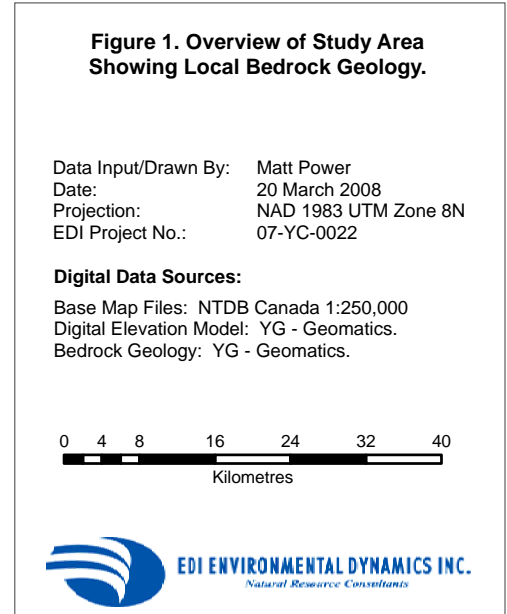 Figure 1. Overview of Study Area
Showing Local Bedrock Geology.
Data Input/Drawn By: Matt Power
Date: 20 March 2008
Projection: NAD 1983 UTM Zone 8N
EDI Project No.: 07-YC-0022
Digital Data Sources:
Base Map Files: NTDB Canada 1:250,000
Digital Elevation Model: YG - Geomatics.
Bedrock Geology: YG - Geomatics.
0 4 8 16 24 32 40
Kilometres
EDI ENVIRONMENTAL DYNAMICS INC.
Natural Resource Consultants